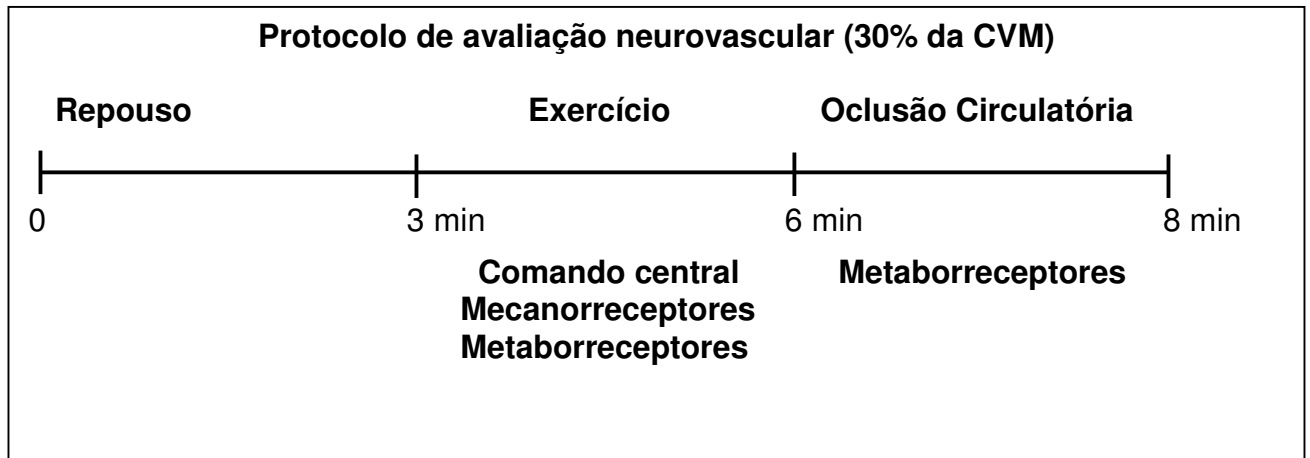 Protocolo de avaliação neurovascular (30% da CVM)
Repouso Exercício Oclusão Circulatória
0 3 min 6 min 8 min
Comando central Metaborreceptores
Mecanorreceptores
Metaborreceptores